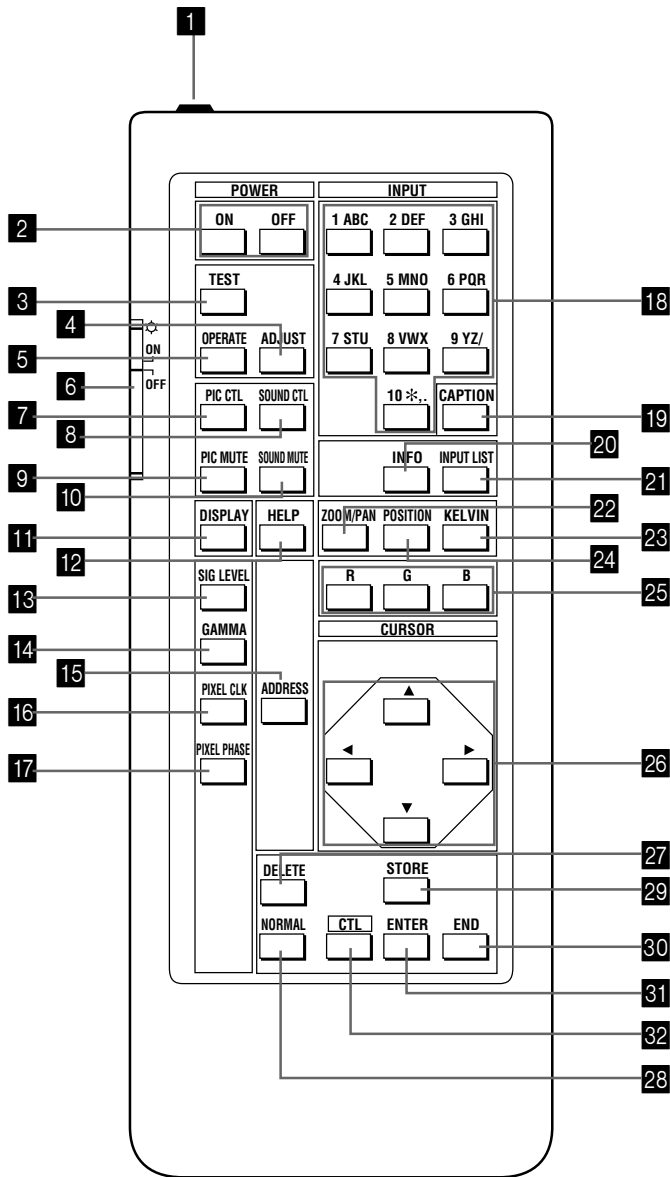 1
POWER INPUT
2 ON OFF 1 ABC 2 DEF 3 GHI
3 TEST 4 JKL 5 MNO 6 PQR 18
4
5 OPERATE ADJUST 7 STU 8 VWX 9 YZ/
6 ON
OFF
7 PIC CTL SOUND CTL 10 ✻,. CAPTION 19
8
9 PIC MUTE SOUND MUTE INFO INPUT LIST 20
10 21
11 DISPLAY HELP ZOOM/PAN POSITION KELVIN 22
23
12 24
13 SIG LEVEL R G B 25
14 GAMMA CURSOR
15
16 PIXEL CLK ADDRESS ▲
17 PIXEL PHASE ◄ ► 26
▼
27
DELETE STORE 29
NORMAL CTL ENTER END 30
31
32
28